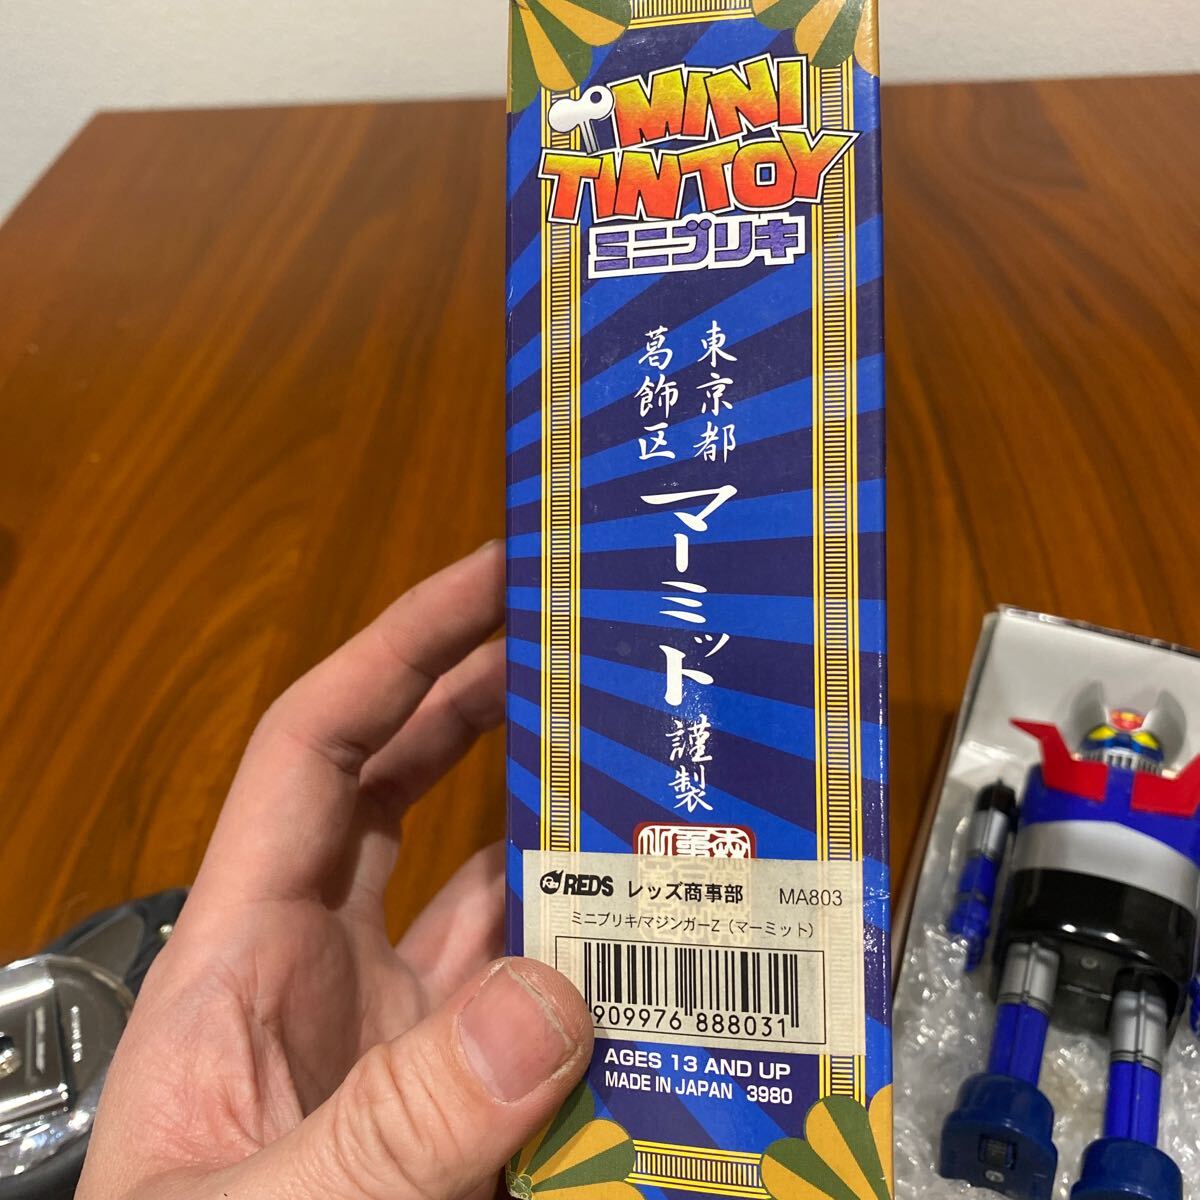 MINI
TIN TOY
ミニブリキ
東京都
葛飾区
マーミット
謹製
REDS レッズ商事部 MA803
ミニブリキ/マジンガーZ（マーミット）
909976 888031
AGES 13 AND UP
MADE IN JAPAN 3980